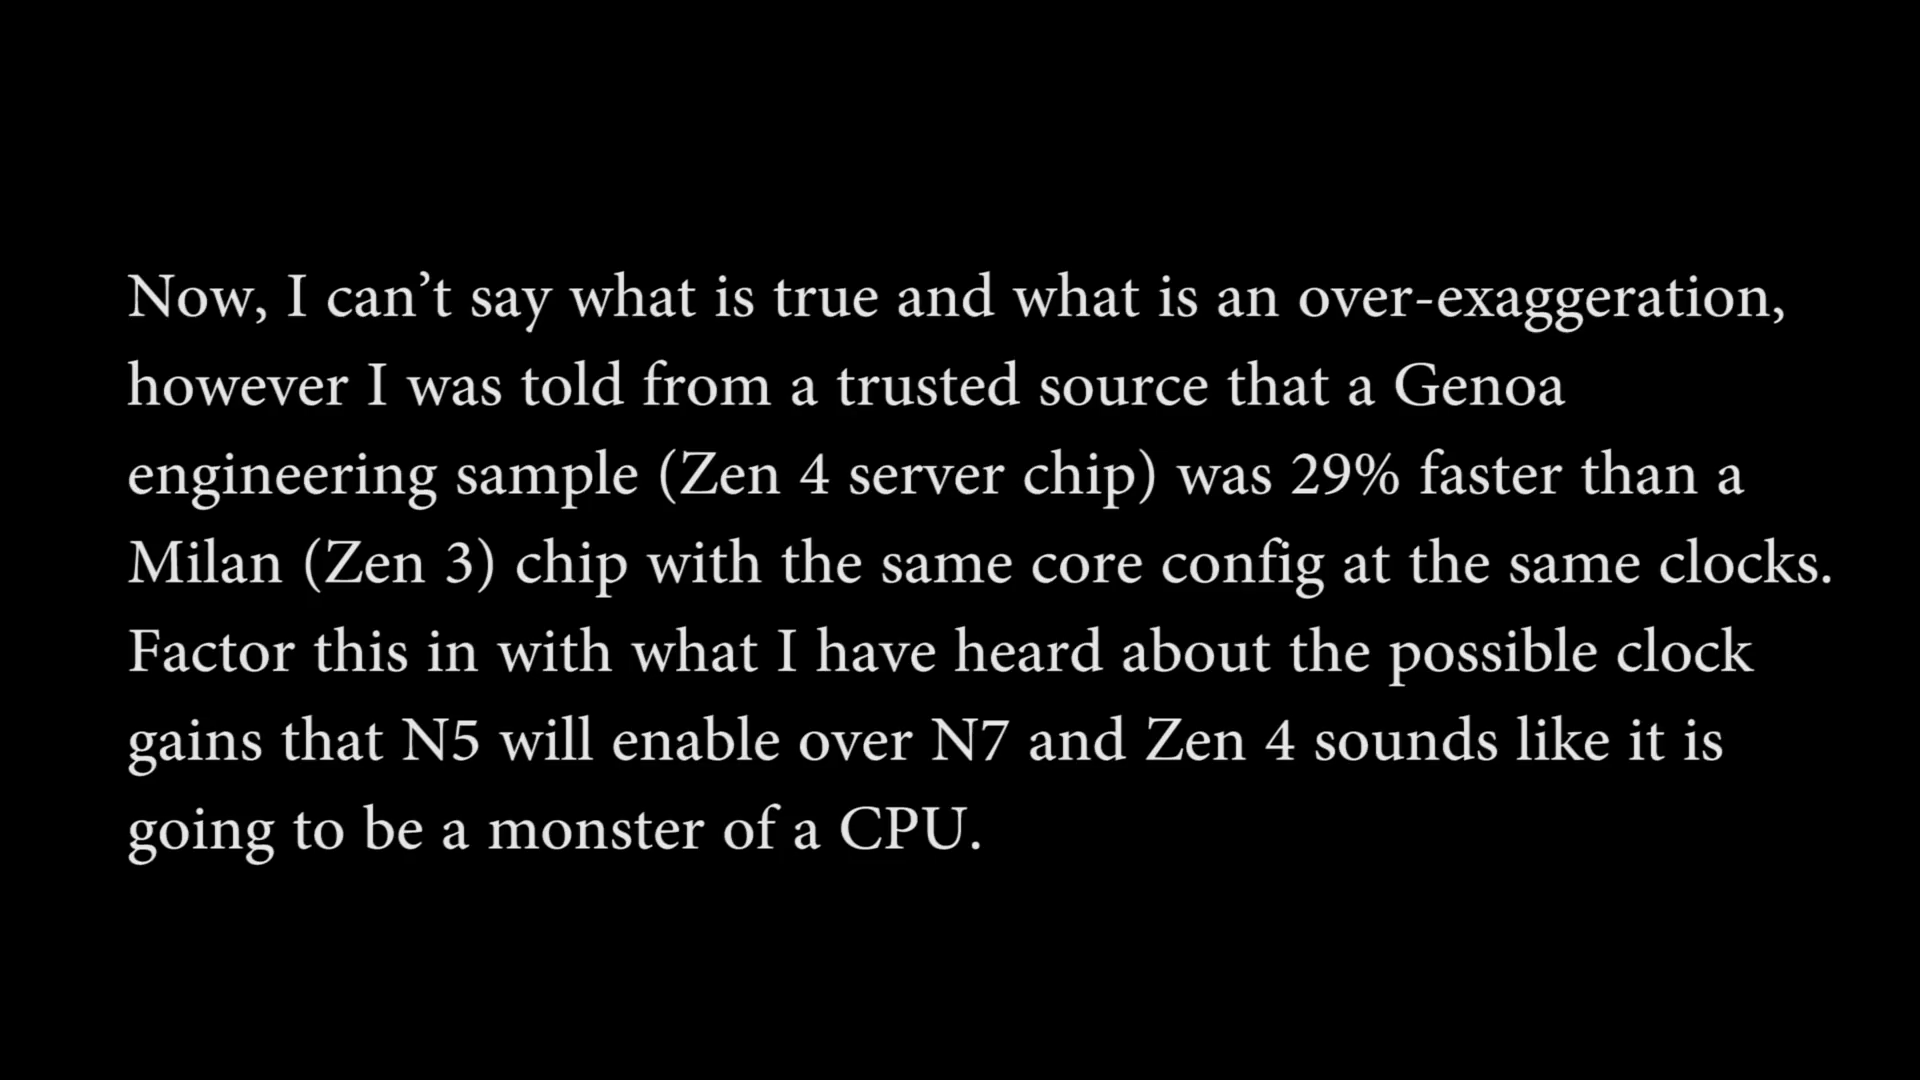 Now, I can’t say what is true and what is an over-exaggeration,
however I was told from a trusted source that a Genoa
engineering sample (Zen 4 server chip) was 29% faster than a
Milan (Zen 3) chip with the same core config at the same clocks.
Factor this in with what I have heard about the possible clock
gains that N5 will enable over N7 and Zen 4 sounds like it is
going to be a monster of a CPU.